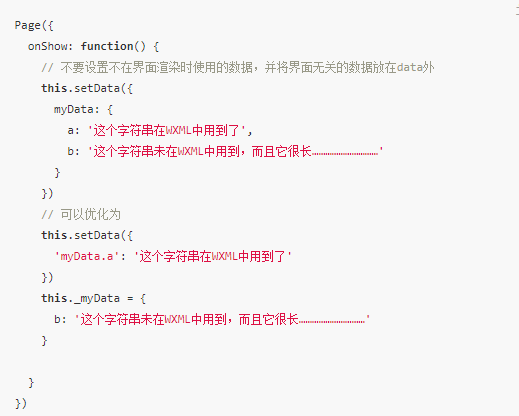 Page({
onShow: function() {
// 不要设置不在界面渲染时使用的数据，并将界面无关的数据放在data外
this.setData({
myData: {
a: '这个字符串在WXML中用到了',
b: '这个字符串未在WXML中用到，而且它很长…………………………'
}
})
// 可以优化为
this.setData({
'myData.a': '这个字符串在WXML中用到了'
})
this._myData = {
b: '这个字符串未在WXML中用到，而且它很长…………………………'
}
}
})